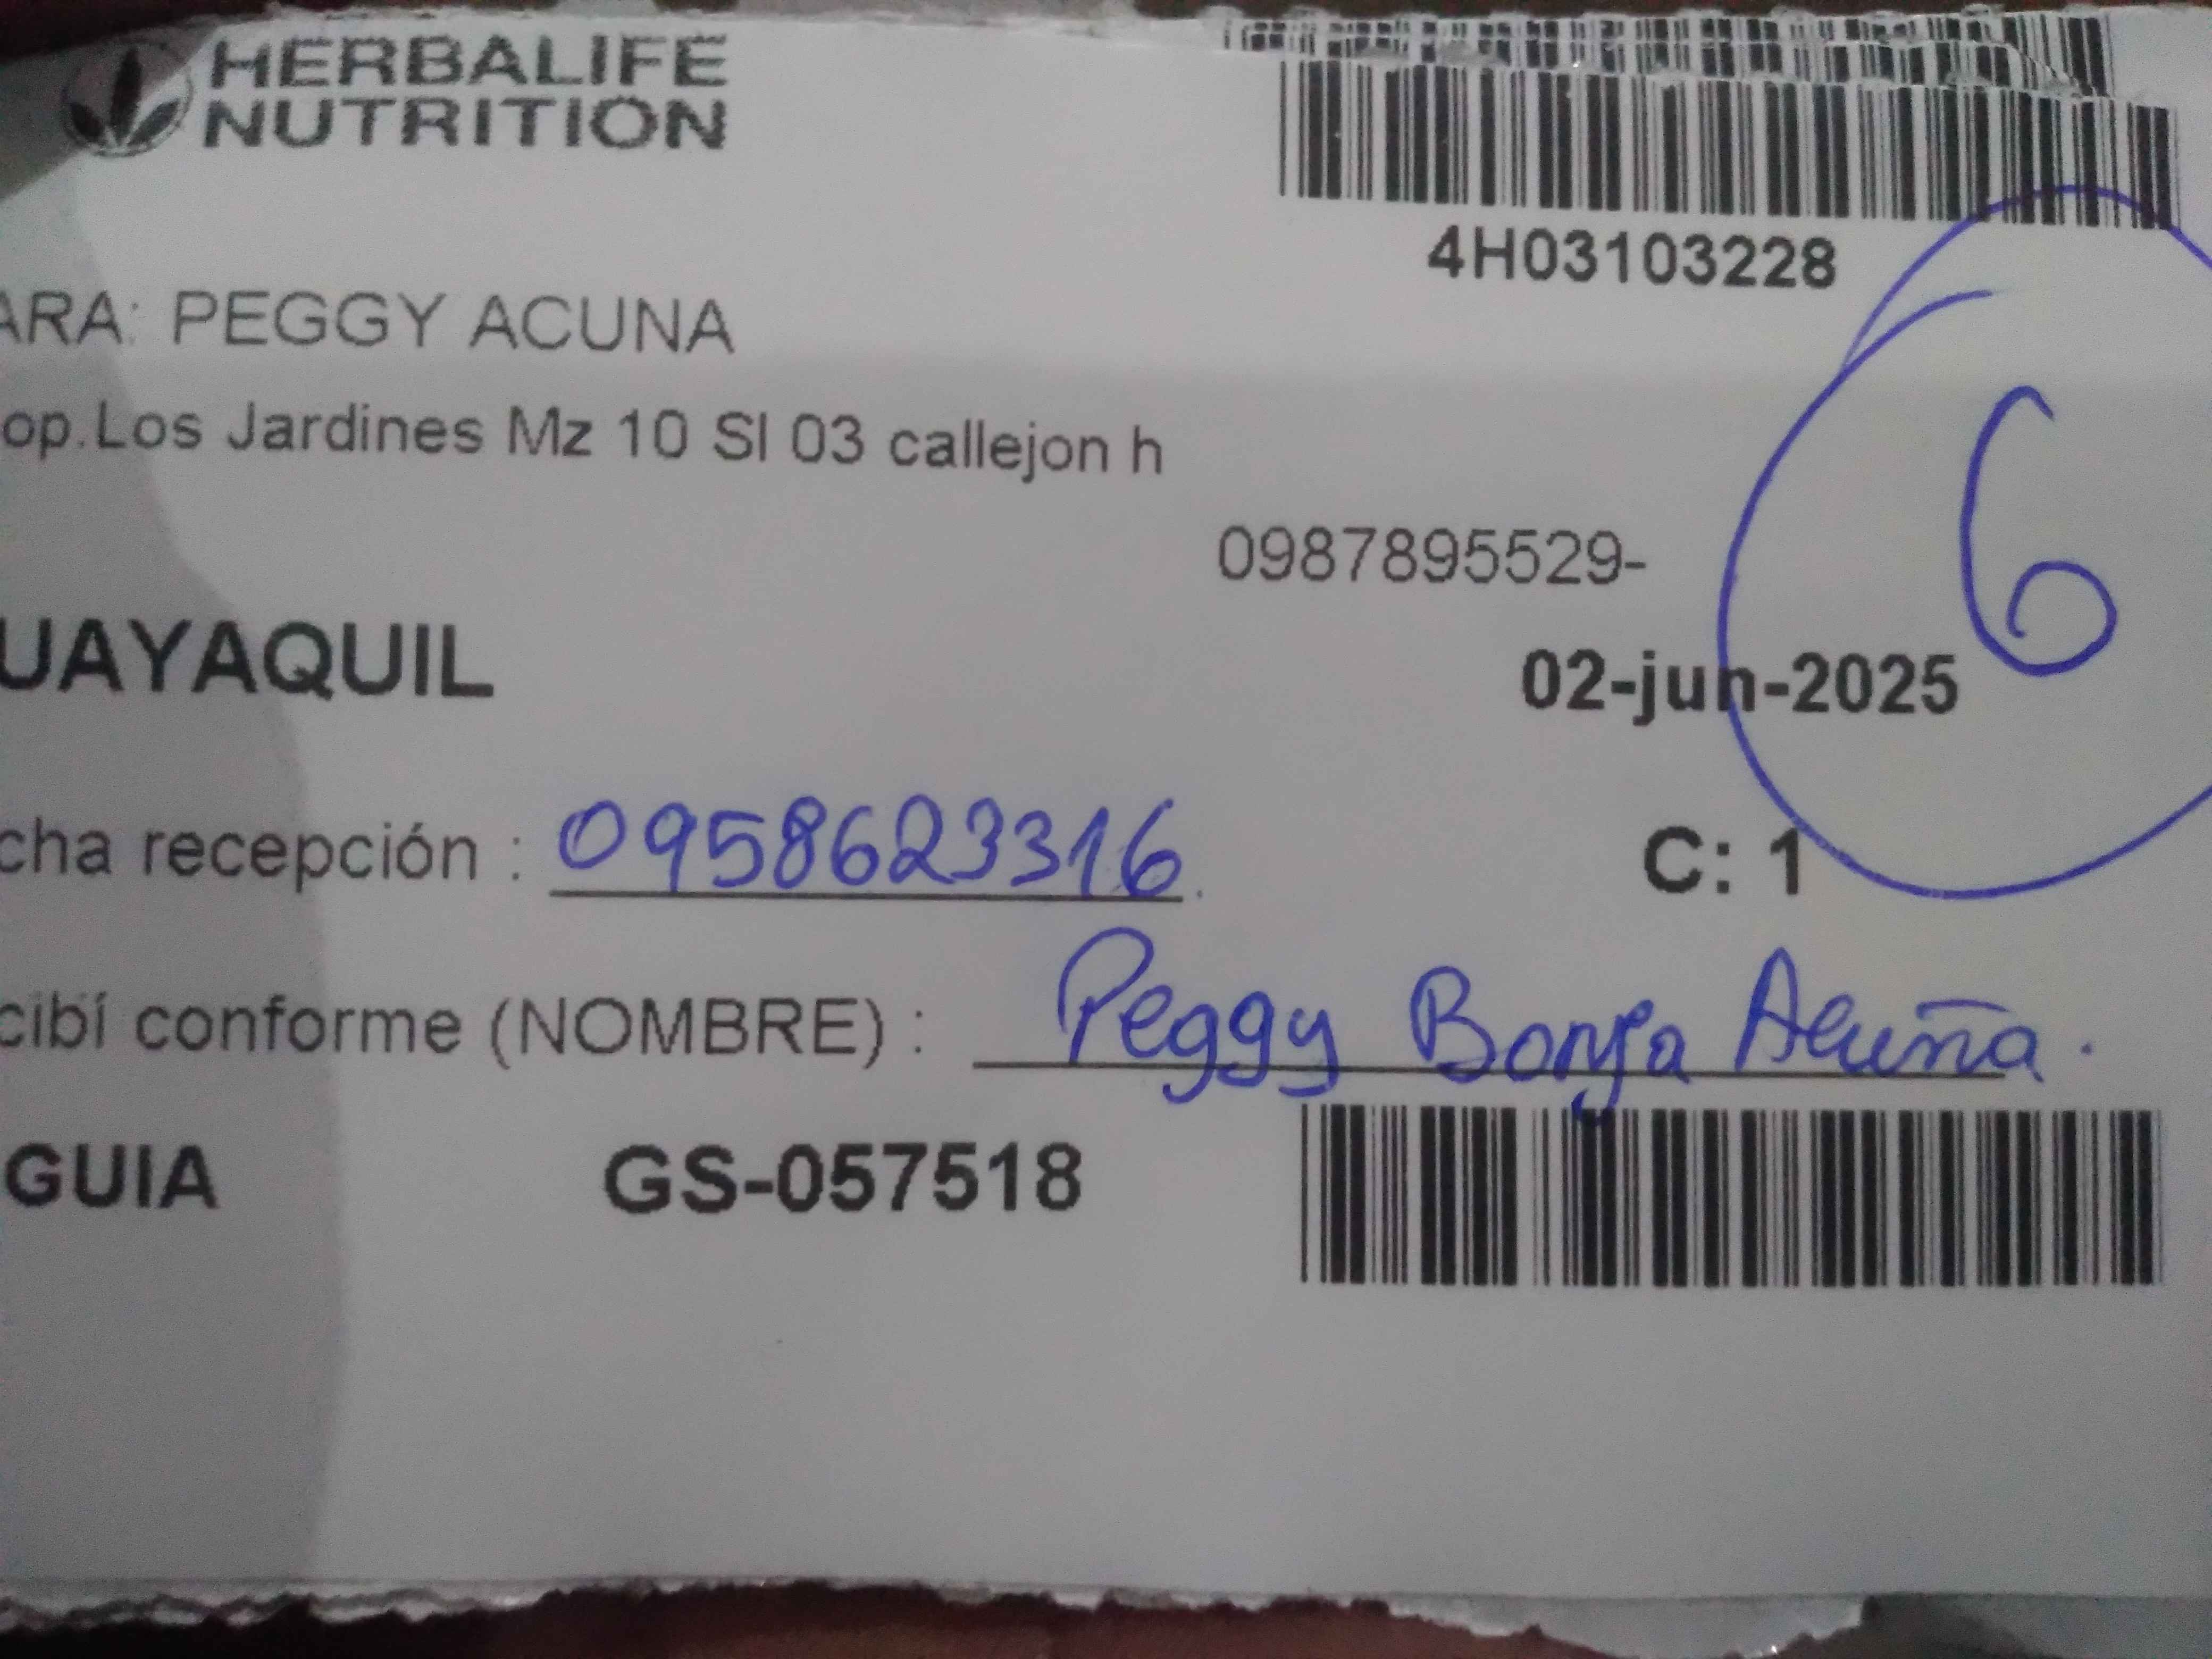 HERBALIFE
NUTRITION
4H03103228
ARA: PEGGY ACUNA
op.Los Jardines Mz 10 Sl 03 callejon h
0987895529-
6
UAYAQUIL
02-jun-2025
cha recepción : 0958623316.
C: 1
cibí conforme (NOMBRE) : Peggy Borja Acuña.
GUIA GS-057518